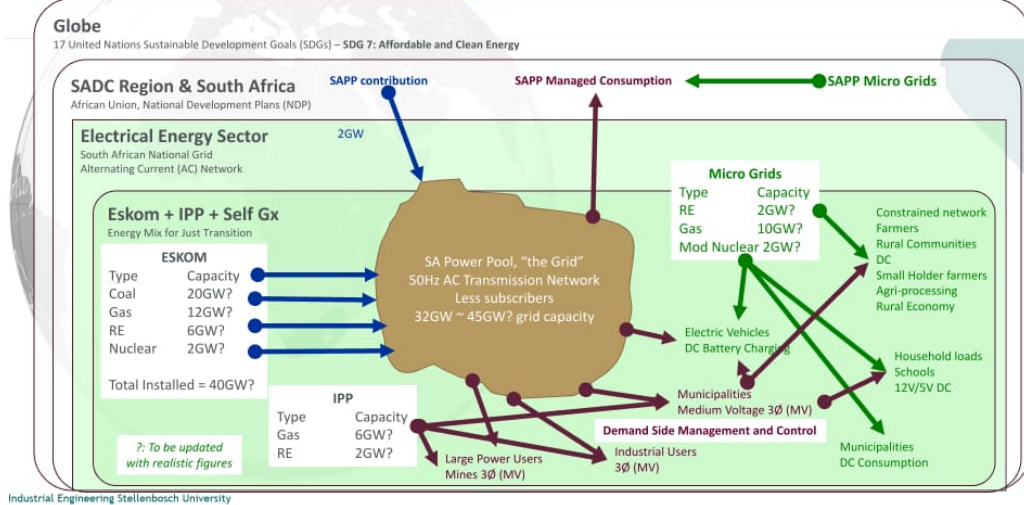 Globe
17 United Nations Sustainable Development Goals (SDGs) – SDG 7: Affordable and Clean Energy
SADC Region & South Africa
African Union, National Development Plans (NDP)
SAPP contribution
SAPP Managed Consumption
SAPP Micro Grids
2GW
Electrical Energy Sector
South African National Grid
Alternating Current (AC) Network
Eskom + IPP + Self Gx
Energy Mix for Just Transition
ESKOM
Type Capacity
Coal 20GW?
Gas 12GW?
RE 6GW?
Nuclear 2GW?
Total Installed = 40GW?
SA Power Pool, “the Grid”
50Hz AC Transmission Network
Less subscribers
32GW ~ 45GW? grid capacity
Micro Grids
Type Capacity
RE 2GW?
Gas 10GW?
Mod Nuclear 2GW?
Constrained network
Farmers
Rural Communities
DC
Small Holder farmers
Agri-processing
Rural Economy
Electric Vehicles
DC Battery Charging
Household loads
Schools
12V/5V DC
IPP
Type Capacity
Gas 6GW?
RE 2GW?
Municipalities
Medium Voltage 3Ø (MV)
Demand Side Management and Control
?: To be updated
with realistic figures
Large Power Users
Mines 3Ø (MV)
Industrial Users
3Ø (MV)
Municipalities
DC Consumption
Industrial Engineering Stellenbosch University